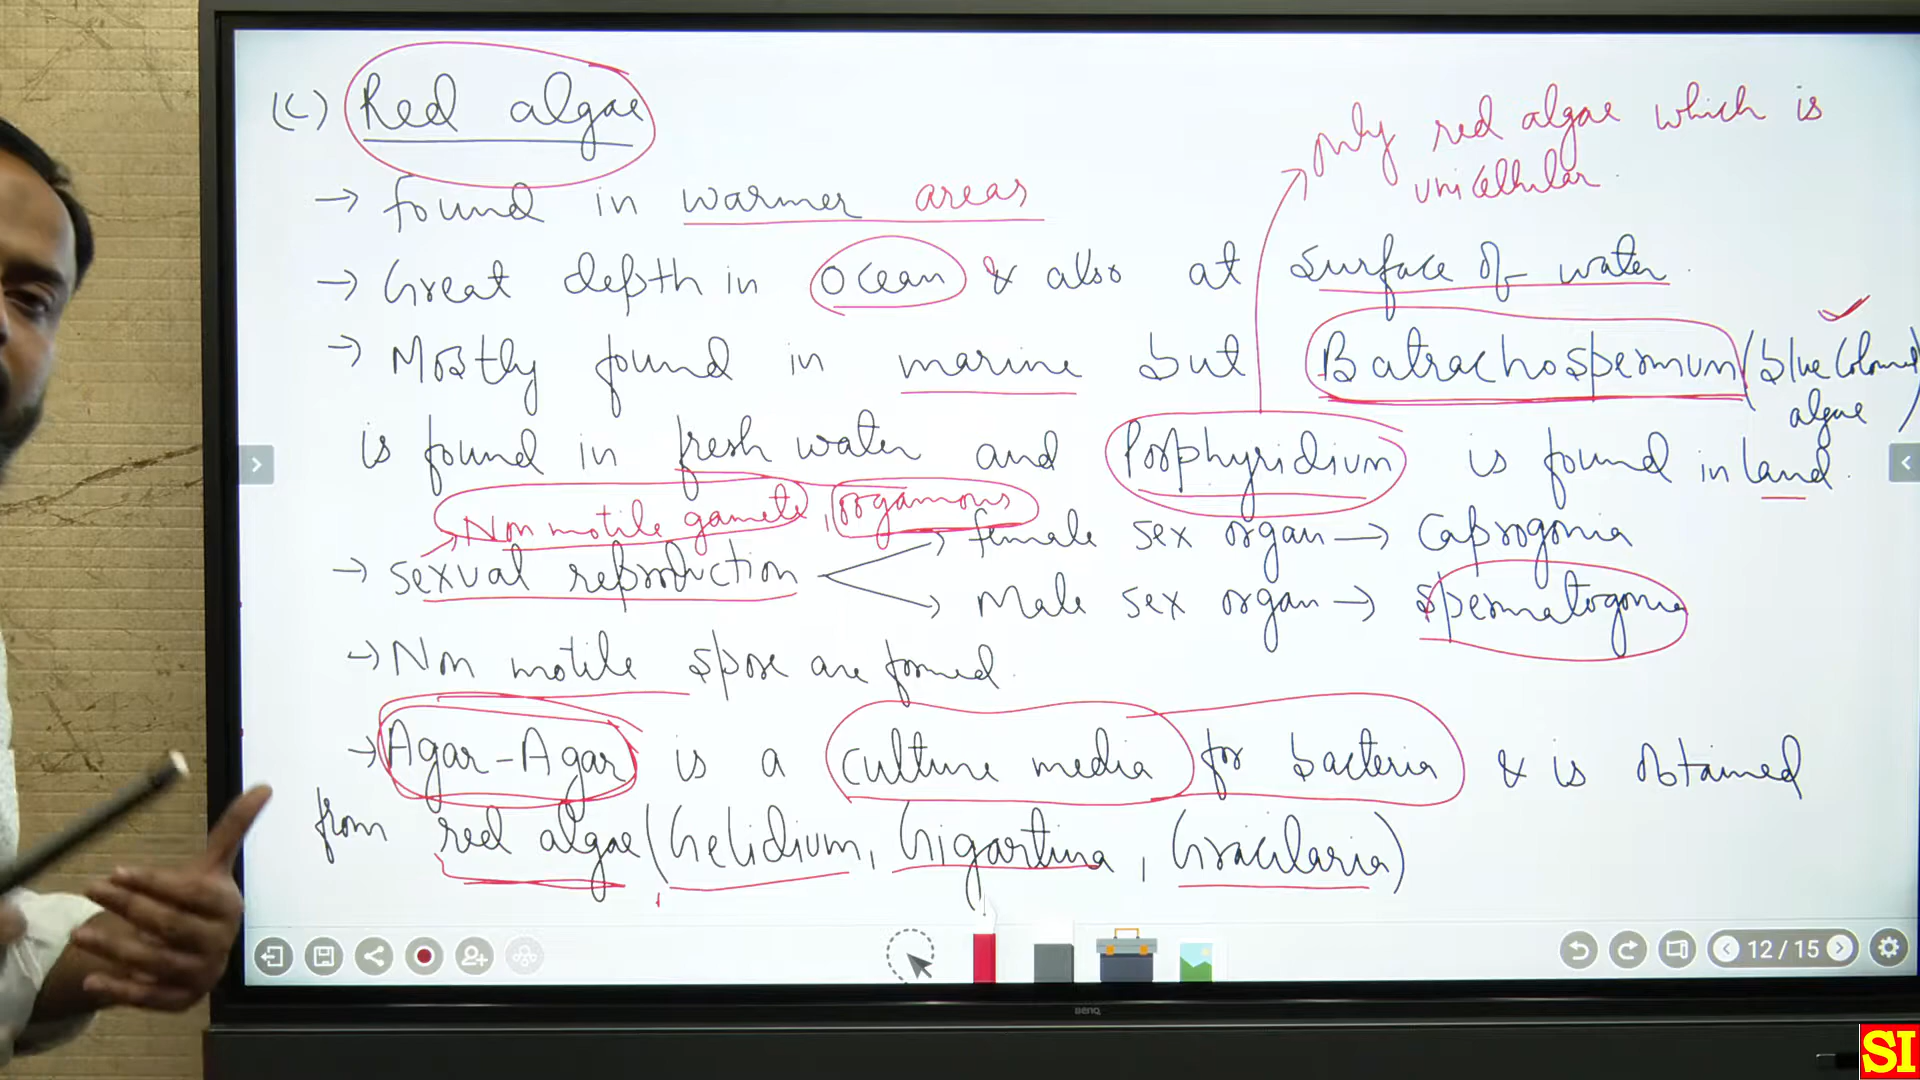 (C) Red algae
only red algae which is
unicellular
→ found in warmer areas
→ Great depth in Ocean & also at surface of water
→ Mostly found in marine but Batrachospermum (blue coloured
algae)
is found in fresh water and Porphyridium is found in land.
Non motile gamete, oogamous
→ sexual reproduction
→ female sex organ → Caprogonia
→ Male sex organ → spermatogonia
→ Non motile spore are formed.
→ Agar-Agar is a culture media for bacteria & is obtained
from red algae (Gelidium, Gigartina, Gracilaria)
12 / 15
BENQ
SI